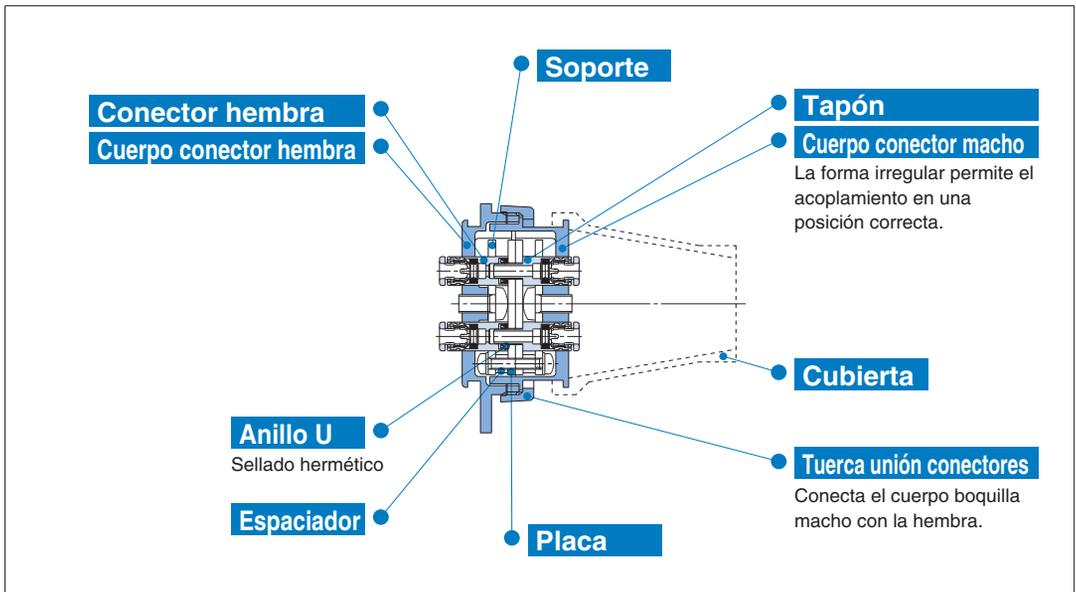 Soporte
Conector hembra
Cuerpo conector hembra
Tapón
Cuerpo conector macho
La forma irregular permite el
acoplamiento en una
posición correcta.
Cubierta
Anillo U
Sellado hermético
Tuerca unión conectores
Conecta el cuerpo boquilla
macho con la hembra.
Espaciador
Placa